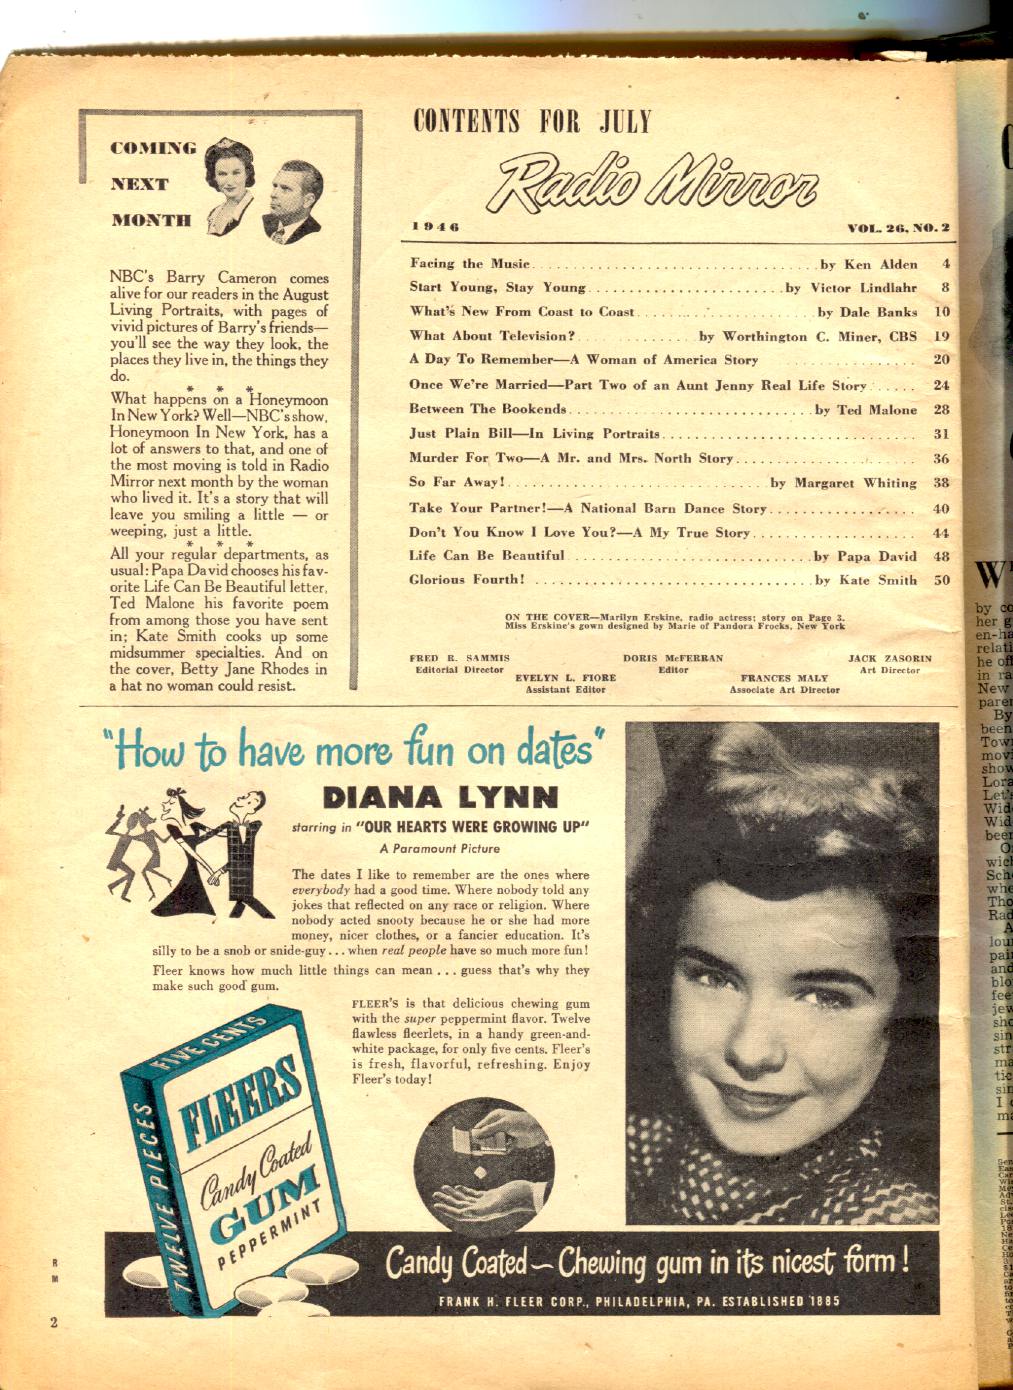 COMING
NEXT
MONTH
NBC's Barry Cameron comes
alive for our readers in the August
Living Portraits, with pages of
vivid pictures of Barry's friends—
you'll see the way they look, the
places they live in, the things they
do.
* * *
What happens on a Honeymoon
In New York? Well—NBC's show,
Honeymoon In New York, has a
lot of answers to that, and one of
the most moving is told in Radio
Mirror next month by the woman
who lived it. It's a story that will
leave you smiling a little — or
weeping, just a little.
* * *
All your regular departments, as
usual: Papa David chooses his fav-
orite Life Can Be Beautiful letter,
Ted Malone his favorite poem
from among those you have sent
in; Kate Smith cooks up some
midsummer specialties. And on
the cover, Betty Jane Rhodes in
a hat no woman could resist.
CONTENTS FOR JULY
Radio Mirror
1946 VOL. 26, NO. 2
Facing the Music by Ken Alden 4
Start Young, Stay Young by Victor Lindlahr 8
What's New From Coast to Coast by Dale Banks 10
What About Television? by Worthington C. Miner, CBS 19
A Day To Remember—A Woman of America Story 20
Once We're Married—Part Two of an Aunt Jenny Real Life Story 24
Between The Bookends by Ted Malone 28
Just Plain Bill—In Living Portraits 31
Murder For Two—A Mr. and Mrs. North Story 36
So Far Away! by Margaret Whiting 38
Take Your Partner!—A National Barn Dance Story 40
Don't You Know I Love You?—A My True Story 44
Life Can Be Beautiful by Papa David 48
Glorious Fourth! by Kate Smith 50
ON THE COVER—Marilyn Erskine, radio actress; story on Page 3.
Miss Erskine's gown designed by Marie of Pandora Frocks, New York
FRED R. SAMMIS DORIS McFERRAN JACK ZASORIN
Editorial Director Editor Art Director
EVELYN L. FIORE FRANCES MALY
Assistant Editor Associate Art Director
"How to have more fun on dates"
DIANA LYNN
starring in "OUR HEARTS WERE GROWING UP"
A Paramount Picture
The dates I like to remember are the ones where
everybody had a good time. Where nobody told any
jokes that reflected on any race or religion. Where
nobody acted snooty because he or she had more
money, nicer clothes, or a fancier education. It's
silly to be a snob or snide-guy . . . when real people have so much more fun!
Fleer knows how much little things can mean . . . guess that's why they
make such good gum.
FLEER'S is that delicious chewing gum
with the super peppermint flavor. Twelve
flawless fleerlets, in a handy green-and-
white package, for only five cents. Fleer's
is fresh, flavorful, refreshing. Enjoy
Fleer's today!
FIVE CENTS
TWELVE PIECES
FLEERS
Candy Coated
GUM
PEPPERMINT
Candy Coated — Chewing gum in its nicest form!
FRANK H. FLEER CORP., PHILADELPHIA, PA. ESTABLISHED 1885
R
M
2